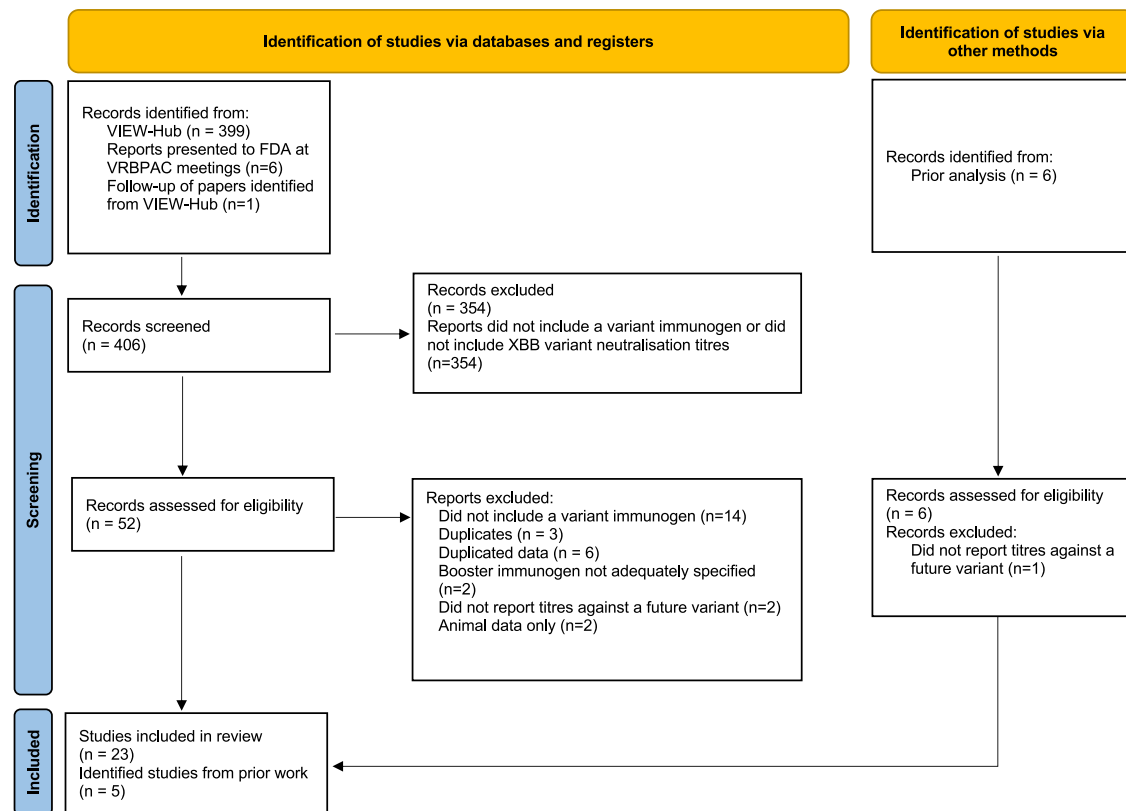 Identification of studies via databases and registers
Identification of studies via
other methods
Identification
Records identified from:
VIEW-Hub (n = 399)
Reports presented to FDA at
VRBPAC meetings (n=6)
Follow-up of papers identified
from VIEW-Hub (n=1)
Records identified from:
Prior analysis (n = 6)
Screening
Records screened
(n = 406)
Records excluded
(n = 354)
Reports did not include a variant immunogen or did
not include XBB variant neutralisation titres
(n=354)
Records assessed for eligibility
(n = 52)
Reports excluded:
Did not include a variant immunogen (n=14)
Duplicates (n = 3)
Duplicated data (n = 6)
Booster immunogen not adequately specified
(n=2)
Did not report titres against a future variant (n=2)
Animal data only (n=2)
Records assessed for eligibility
(n = 6)
Records excluded:
Did not report titres against a
future variant (n=1)
Included
Studies included in review
(n = 23)
Identified studies from prior work
(n = 5)